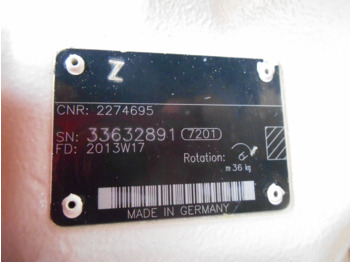 Z
CNR: 2274695
SN: 33632891 7201
FD: 2013W17
Rotation:
m 36 kg
MADE IN GERMANY